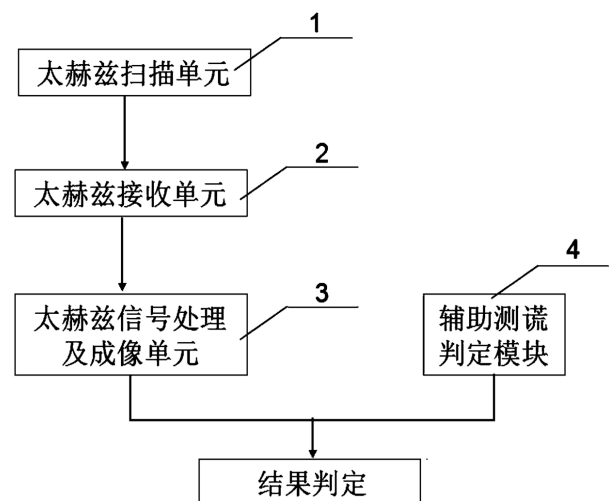 1
太赫兹扫描单元
2
太赫兹接收单元
3
4
太赫兹信号处理
及成像单元
辅助测谎
判定模块
结果判定